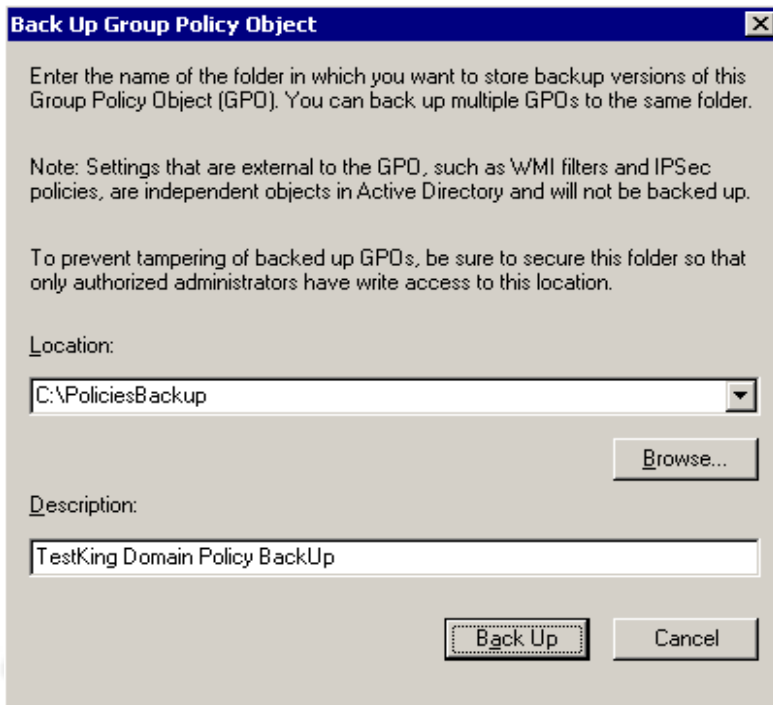 Back Up Group Policy Object
Enter the name of the folder in which you want to store backup versions of this
Group Policy Object (GPO). You can back up multiple GPOs to the same folder.
Note: Settings that are external to the GPO, such as WMI filters and IPSec
policies, are independent objects in Active Directory and will not be backed up.
To prevent tampering of backed up GPOs, be sure to secure this folder so that
only authorized administrators have write access to this location.
Location:
C:\PoliciesBackup
Browse...
Description:
TestKing Domain Policy BackUp
Back Up Cancel